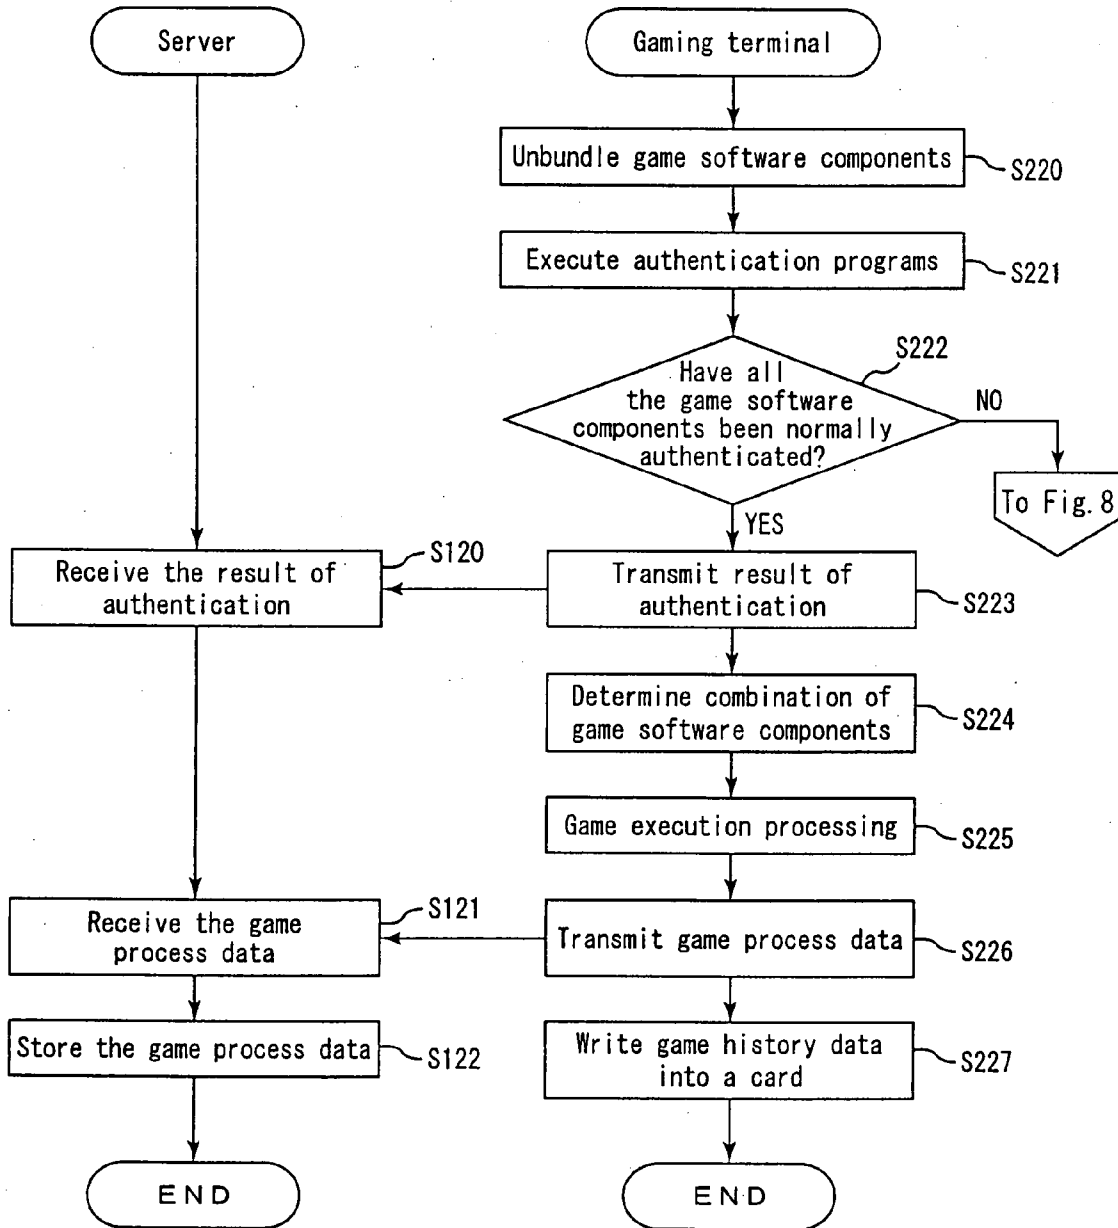 Server
Gaming terminal
Unbundle game software components
S220
Execute authentication programs
S221
S222
Have all
the game software
components been normally
authenticated?
NO
To Fig. 8
YES
S120
Receive the result of
authentication
Transmit result of
authentication
S223
Determine combination of
game software components
S224
Game execution processing
S225
S121
Receive the game
process data
Transmit game process data
S226
Store the game process data
S122
Write game history data
into a card
S227
END
END